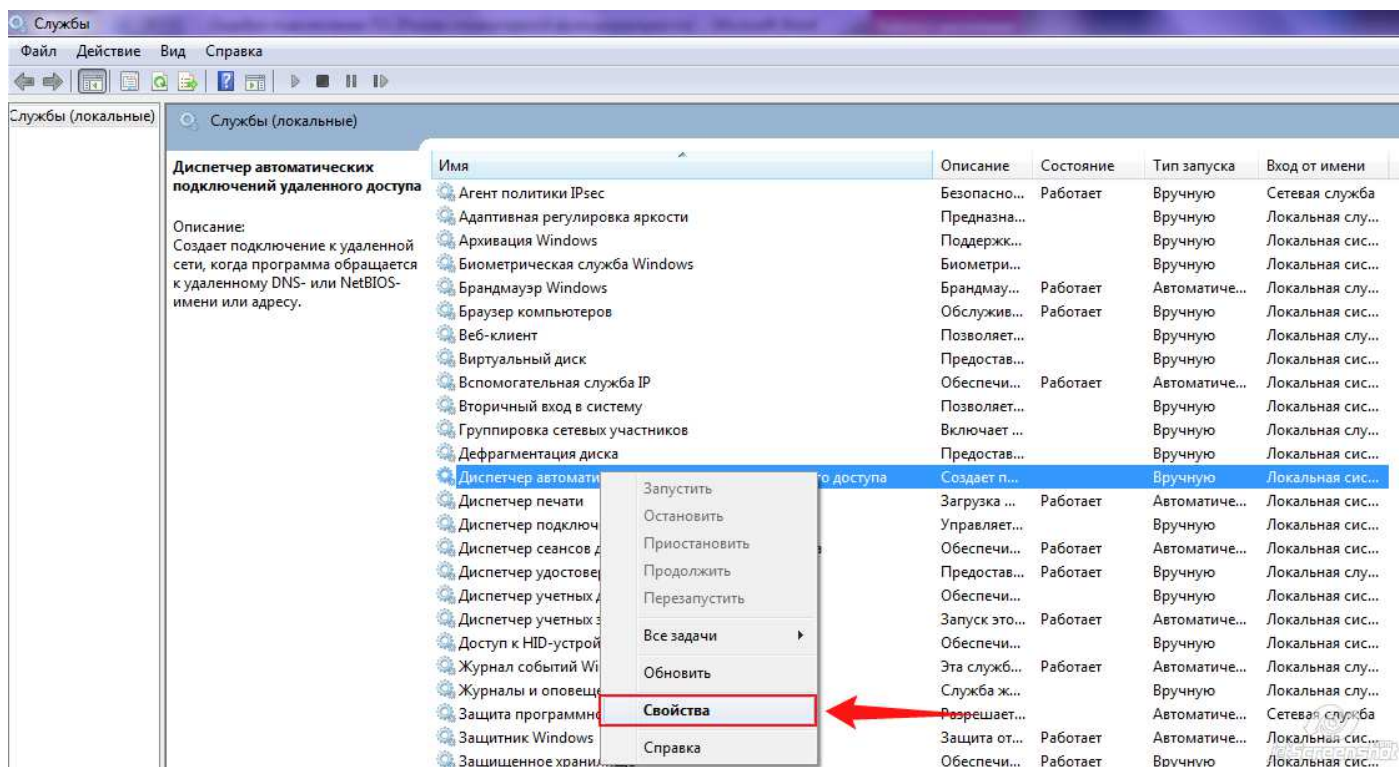 Службы
Файл Действие Вид Справка
Службы (локальные)
Службы (локальные)
Диспетчер автоматических
подключений удаленного доступа
Описание:
Создает подключение к удаленной
сети, когда программа обращается
к удаленному DNS- или NetBIOS-
имени или адресу.
Имя Описание Состояние Тип запуска Вход от имени
Агент политики IPsec Безопасно... Работает Вручную Сетевая служба
Адаптивная регулировка яркости Предназна... Вручную Локальная слу...
Архивация Windows Поддержк... Вручную Локальная сис...
Биометрическая служба Windows Биометри... Вручную Локальная сис...
Брандмауэр Windows Брандмау... Работает Автоматиче... Локальная слу...
Браузер компьютеров Обслужив... Работает Вручную Локальная сис...
Веб-клиент Позволяет... Вручную Локальная слу...
Виртуальный диск Предостав... Вручную Локальная сис...
Вспомогательная служба IP Обеспечи... Работает Автоматиче... Локальная сис...
Вторичный вход в систему Позволяет... Вручную Локальная сис...
Группировка сетевых участников Включает ... Вручную Локальная слу...
Дефрагментация диска Предостав... Вручную Локальная сис...
Диспетчер автомати го доступа Создает п... Вручную Локальная сис...
Диспетчер печати Загрузка ... Работает Автоматиче... Локальная сис...
Диспетчер подключ Управляет... Вручную Локальная сис...
Диспетчер сеансов д Обеспечи... Работает Автоматиче... Локальная сис...
Диспетчер удостове Предостав... Работает Вручную Локальная слу...
Диспетчер учетных Обеспечи... Вручную Локальная сис...
Диспетчер учетных з Запуск это... Работает Автоматиче... Локальная сис...
Доступ к HID-устрой Обеспечи... Вручную Локальная сис...
Журнал событий Wi Эта служб... Работает Автоматиче... Локальная слу...
Журналы и оповеще Служба ж... Вручную Локальная слу...
Защита программно Разрешает... Автоматиче... Сетевая служба
Защитник Windows Защита от... Работает Автоматиче... Локальная сис...
Защищенное хранилище Обеспечи... Работает Вручную Локальная сис...
Запустить
Остановить
Приостановить
Продолжить
Перезапустить
Все задачи
Обновить
Свойства
Справка